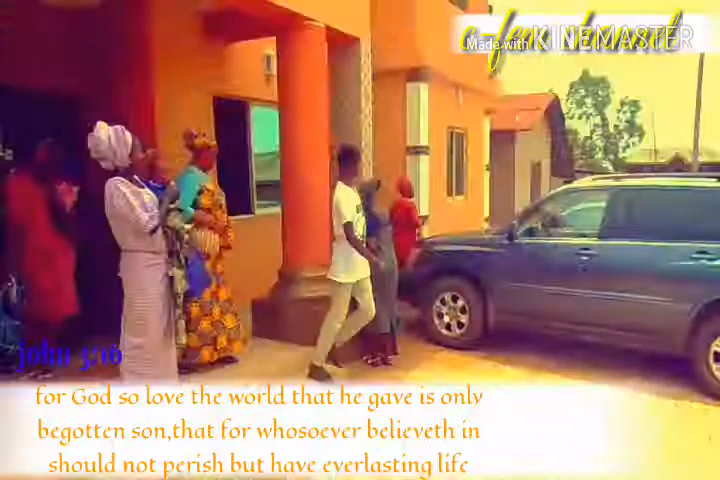 Made with KINEMASTER
john 3:16
for God so love the world that he gave is only
begotten son,that for whosoever believeth in
should not perish but have everlasting life